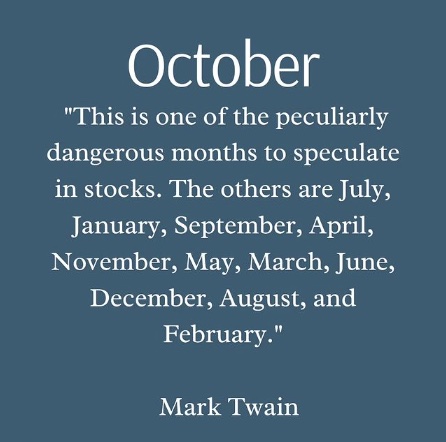 October
"This is one of the peculiarly
dangerous months to speculate
in stocks. The others are July,
January, September, April,
November, May, March, June,
December, August, and
February."
Mark Twain